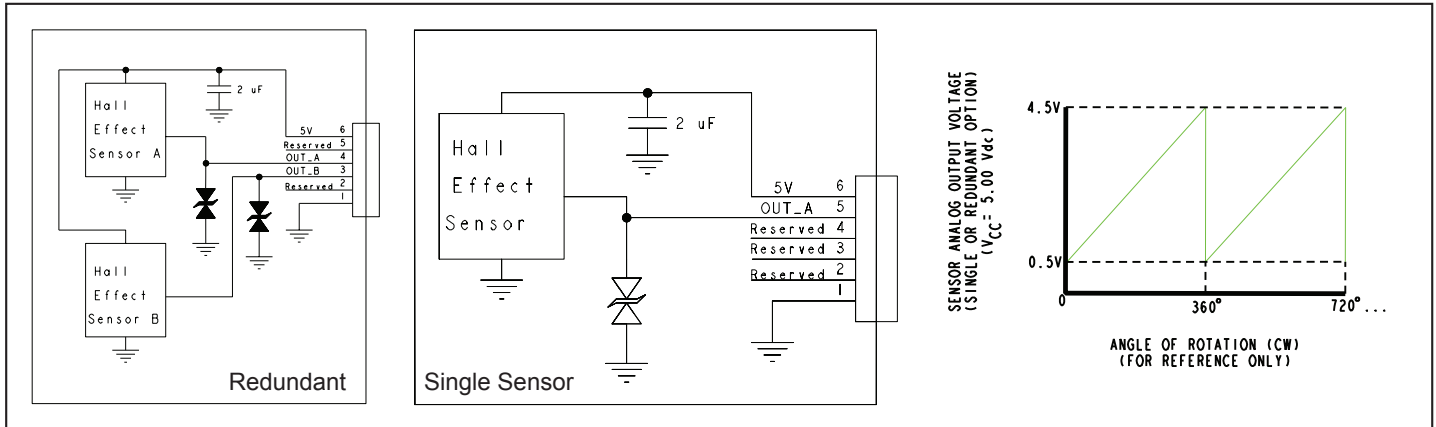 2 uF
Hall
Effect
Sensor A
5V 6
Reserved 5
OUT_A 4
OUT_B 3
Reserved 2
1
Hall
Effect
Sensor B
Redundant
2 uF
Hall
Effect
Sensor
5V 6
OUT_A 5
Reserved 4
Reserved 3
Reserved 2
1
Single Sensor
SENSOR ANALOG OUTPUT VOLTAGE
(SINGLE OR REDUNDANT OPTION)
(VCC= 5.00 Vdc)
4.5V
0.5V
0
360°
720°...
ANGLE OF ROTATION (CW)
(FOR REFERENCE ONLY)